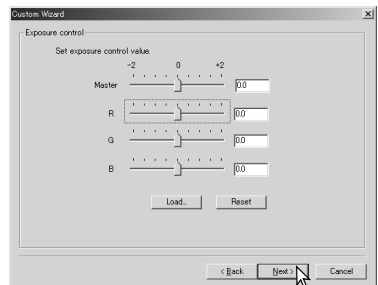 Custom Wizard
Exposure control
Set exposure control value.
-2 0 +2
Master 0.0
R 0.0
G 0.0
B 0.0
Load... Reset
< Back Next > Cancel